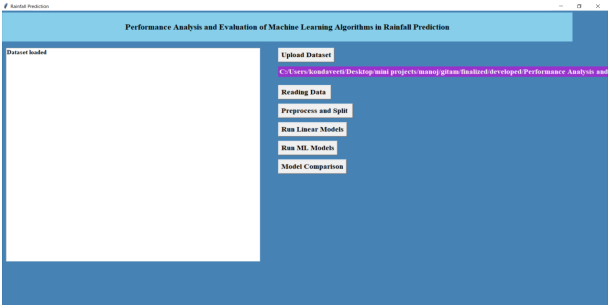 Rainfall Prediction
Performance Analysis and Evaluation of Machine Learning Algorithms in Rainfall Prediction
Dataset loaded
Upload Dataset
C:/Users/kondaveeti/Desktop/mini projects/manoj/gitam/finalized/developed/Performance Analysis and
Reading Data
Preprocess and Split
Run Linear Models
Run ML Models
Model Comparison